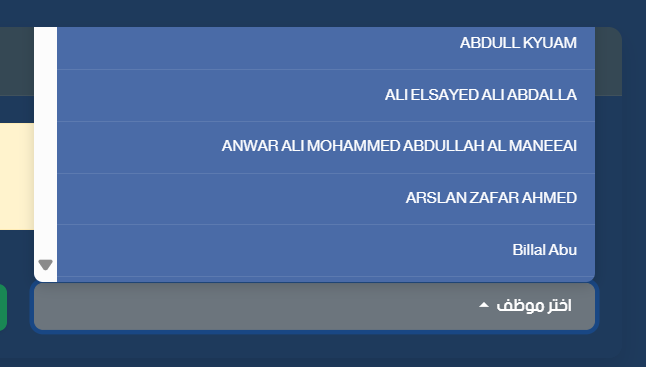 ABDULL KYUAM
ALI ELSAYED ALI ABDALLA
ANWAR ALI MOHAMMED ABDULLAH AL MANEEAI
ARSLAN ZAFAR AHMED
Billal Abu
اختر موظف